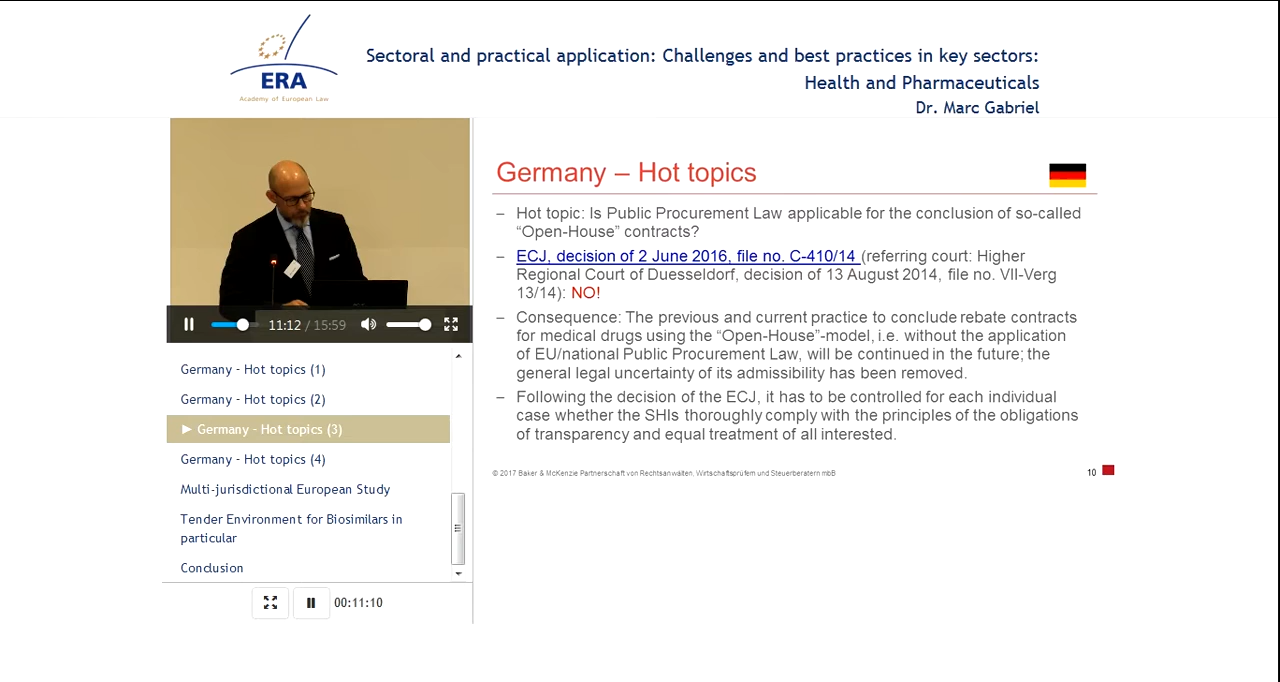 ERA
Academy of European Law
Sectoral and practical application: Challenges and best practices in key sectors:
Health and Pharmaceuticals
Dr. Marc Gabriel
11:12 / 15:59
Germany - Hot topics (1)
Germany - Hot topics (2)
► Germany - Hot topics (3)
Germany - Hot topics (4)
Multi-jurisdictional European Study
Tender Environment for Biosimilars in
particular
Conclusion
00:11:10
Germany – Hot topics
– Hot topic: Is Public Procurement Law applicable for the conclusion of so-called
“Open-House” contracts?
– ECJ, decision of 2 June 2016, file no. C-410/14 (referring court: Higher
Regional Court of Duesseldorf, decision of 13 August 2014, file no. VII-Verg
13/14): NO!
– Consequence: The previous and current practice to conclude rebate contracts
for medical drugs using the “Open-House”-model, i.e. without the application
of EU/national Public Procurement Law, will be continued in the future; the
general legal uncertainty of its admissibility has been removed.
– Following the decision of the ECJ, it has to be controlled for each individual
case whether the SHIs thoroughly comply with the principles of the obligations
of transparency and equal treatment of all interested.
© 2017 Baker & McKenzie Partnerschaft von Rechtsanwälten, Wirtschaftsprüfern und Steuerberatern mbB
10